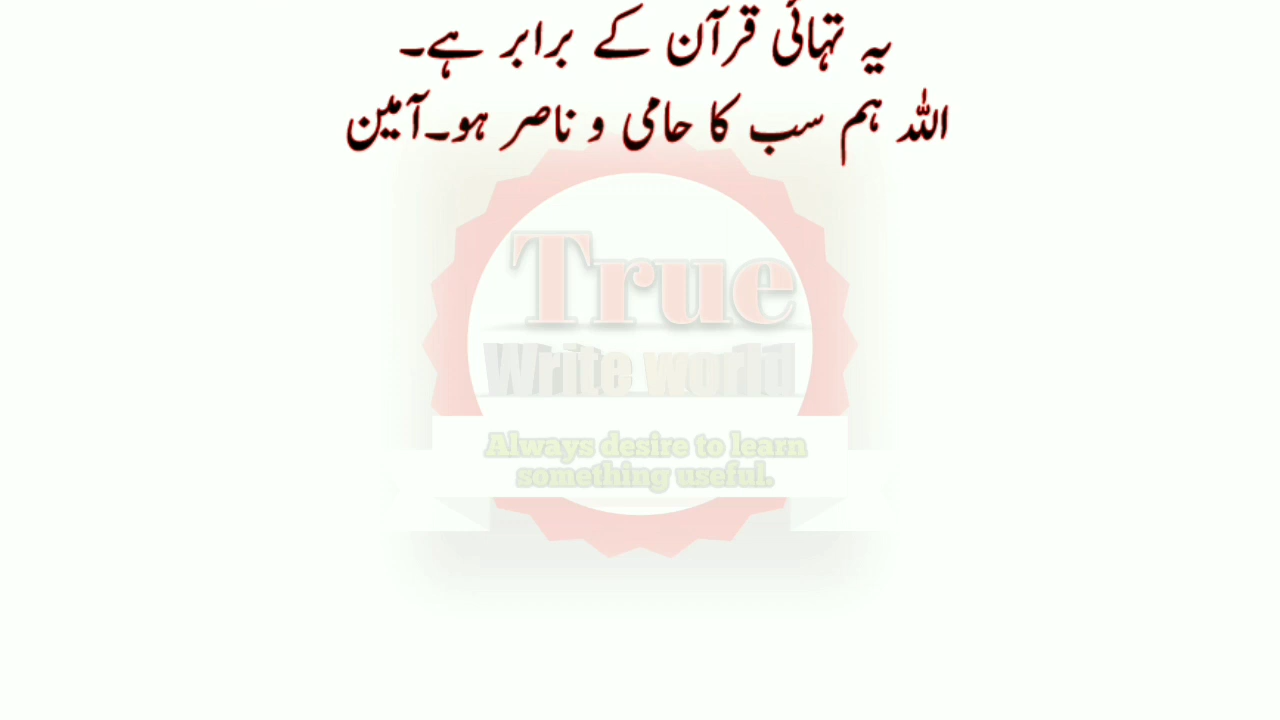 یہ تہائی قرآن کے برابر ہے۔
اللہ ہم سب کا حامی و ناصر ہو۔آمین
True
Write world
Always desire to learn
something useful.